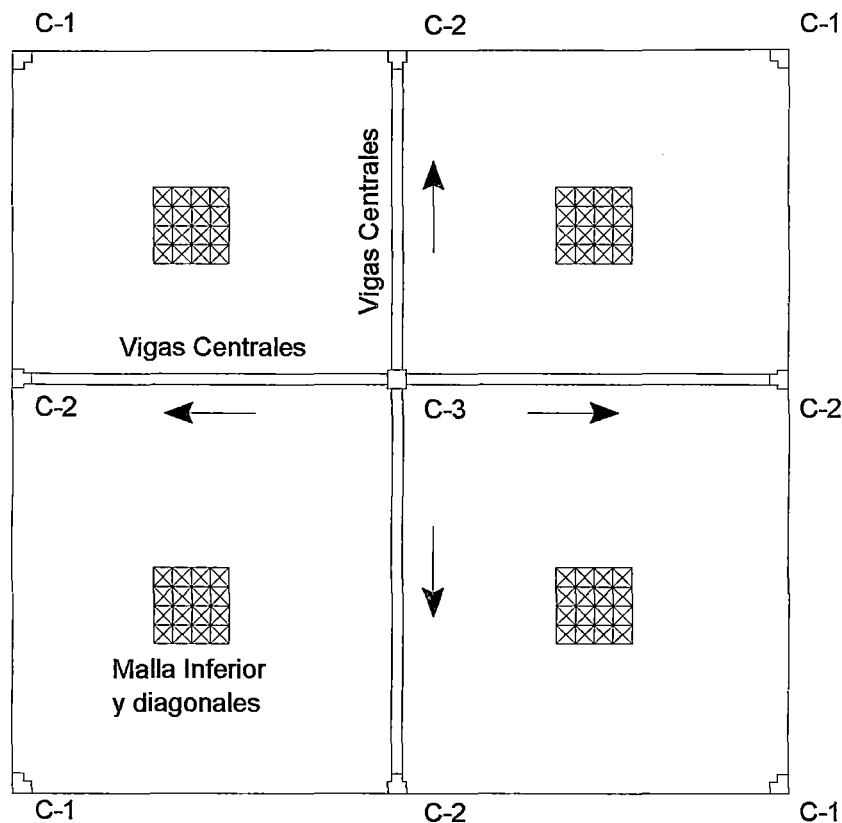 C-1
C-2
C-1
Vigas Centrales
Vigas Centrales
C-2
C-3
C-2
Malla Inferior
y diagonales
C-1
C-2
C-1